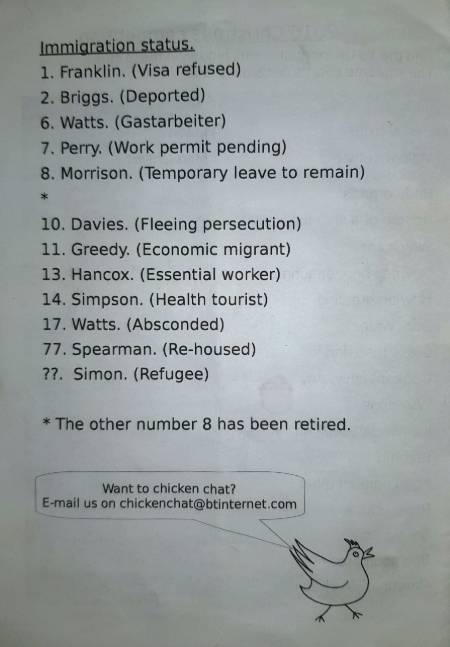 Immigration status.
1. Franklin. (Visa refused)
2. Briggs. (Deported)
6. Watts. (Gastarbeiter)
7. Perry. (Work permit pending)
8. Morrison. (Temporary leave to remain)
*
10. Davies. (Fleeing persecution)
11. Greedy. (Economic migrant)
13. Hancox. (Essential worker)
14. Simpson. (Health tourist)
17. Watts. (Absconded)
77. Spearman. (Re-housed)
??. Simon. (Refugee)
* The other number 8 has been retired.
Want to chicken chat?
E-mail us on chickenchat@btinternet.com